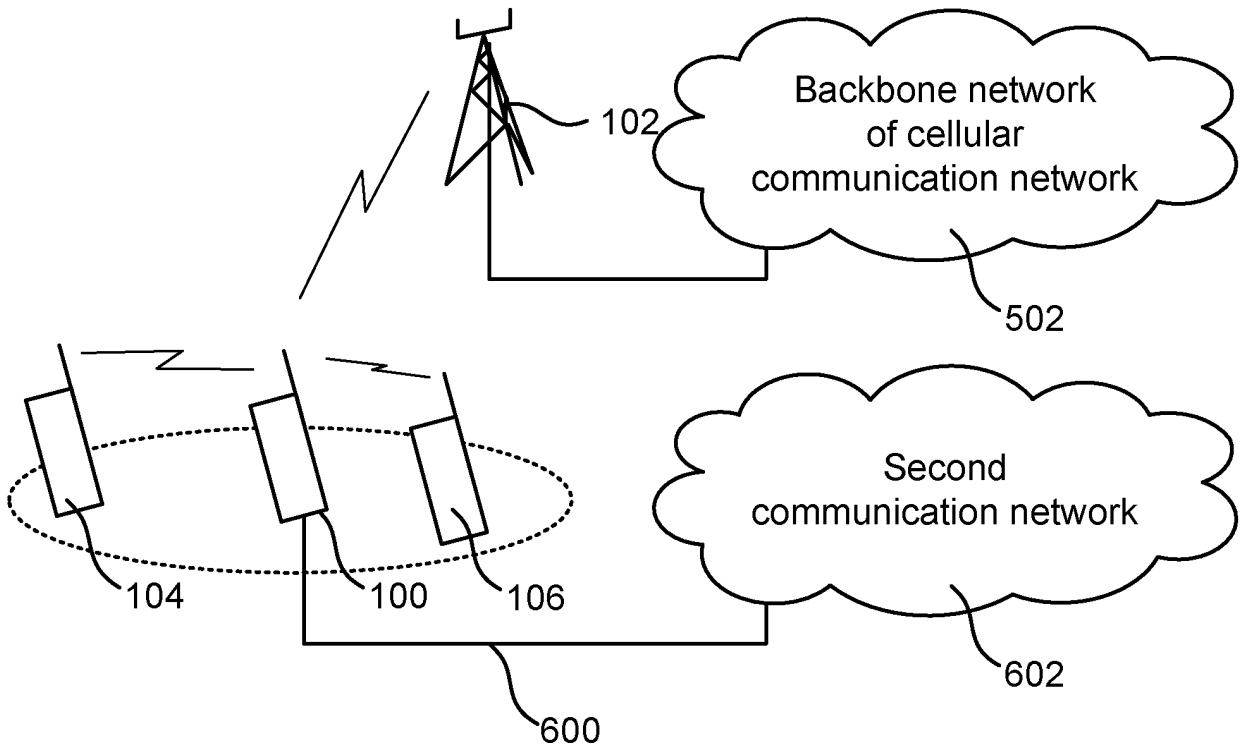 Backbone network
of cellular
communication network
102
502
Second
communication network
104
100
106
602
600